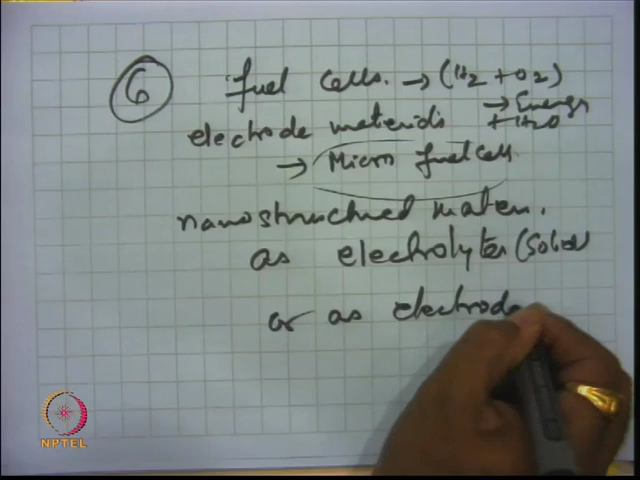 6 fuel cells. → (H2 + O2)
→ Energy
electrode materials + H2O
→ Micro fuel cells.
nanostructured mater.
as electrolytes (solid
or as electrode
NPTEL